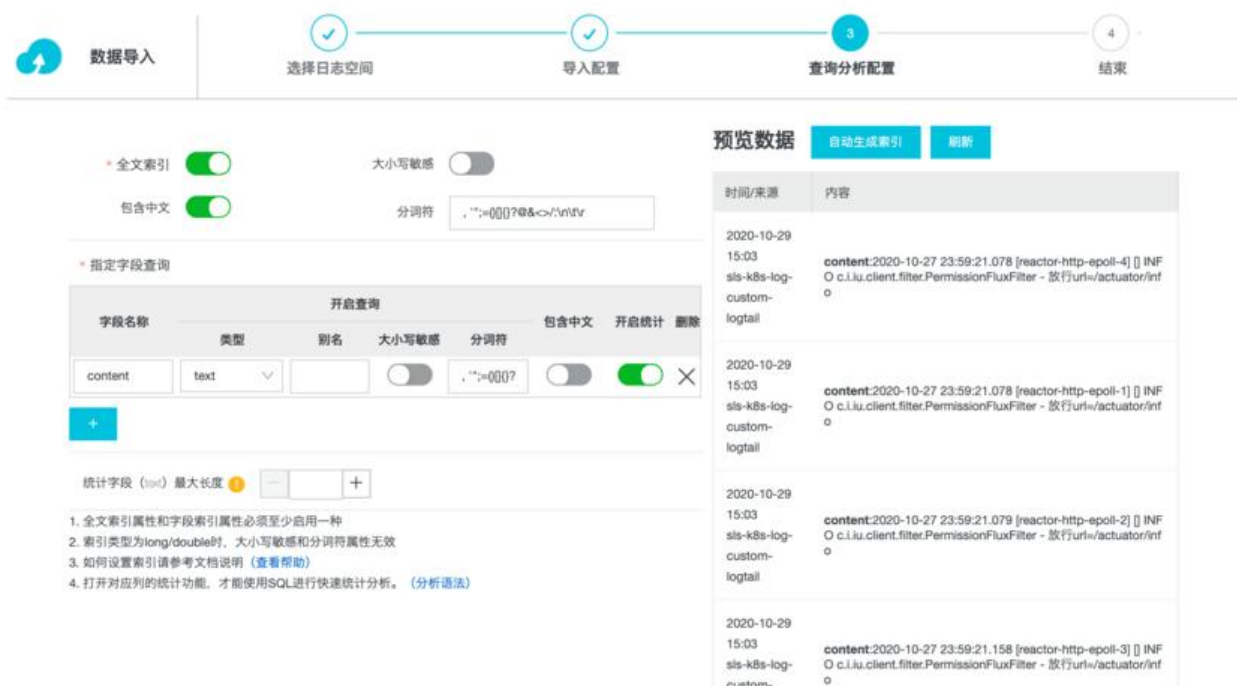 数据导入
选择日志空间
导入配置
3
查询分析配置
4
结束
* 全文索引
大小写敏感
包含中文
分词符
, '";=()[]{}?@&<>/:\n\t\r
* 指定字段查询
字段名称
开启查询
包含中文
开启统计
删除
类型
别名
大小写敏感
分词符
content
text
, '";=()[]{}?
+
统计字段（text）最大长度
1. 全文索引属性和字段索引属性必须至少启用一种
2. 索引类型为long/double时，大小写敏感和分词符属性无效
3. 如何设置索引请参考文档说明（查看帮助）
4. 打开对应列的统计功能，才能使用SQL进行快速统计分析。（分析语法）
预览数据
自动生成索引
刷新
时间/来源
内容
2020-10-29
15:03
sls-k8s-log-
custom-
logtail
content:2020-10-27 23:59:21.078 [reactor-http-epoll-4] [] INF
O c.i.iu.client.filter.PermissionFluxFilter - 放行url=/actuator/inf
o
2020-10-29
15:03
sls-k8s-log-
custom-
logtail
content:2020-10-27 23:59:21.078 [reactor-http-epoll-1] [] INF
O c.i.iu.client.filter.PermissionFluxFilter - 放行url=/actuator/inf
o
2020-10-29
15:03
sls-k8s-log-
custom-
logtail
content:2020-10-27 23:59:21.079 [reactor-http-epoll-2] [] INF
O c.i.iu.client.filter.PermissionFluxFilter - 放行url=/actuator/inf
o
2020-10-29
15:03
sls-k8s-log-
custom-
content:2020-10-27 23:59:21.158 [reactor-http-epoll-3] [] INF
O c.i.iu.client.filter.PermissionFluxFilter - 放行url=/actuator/inf
o